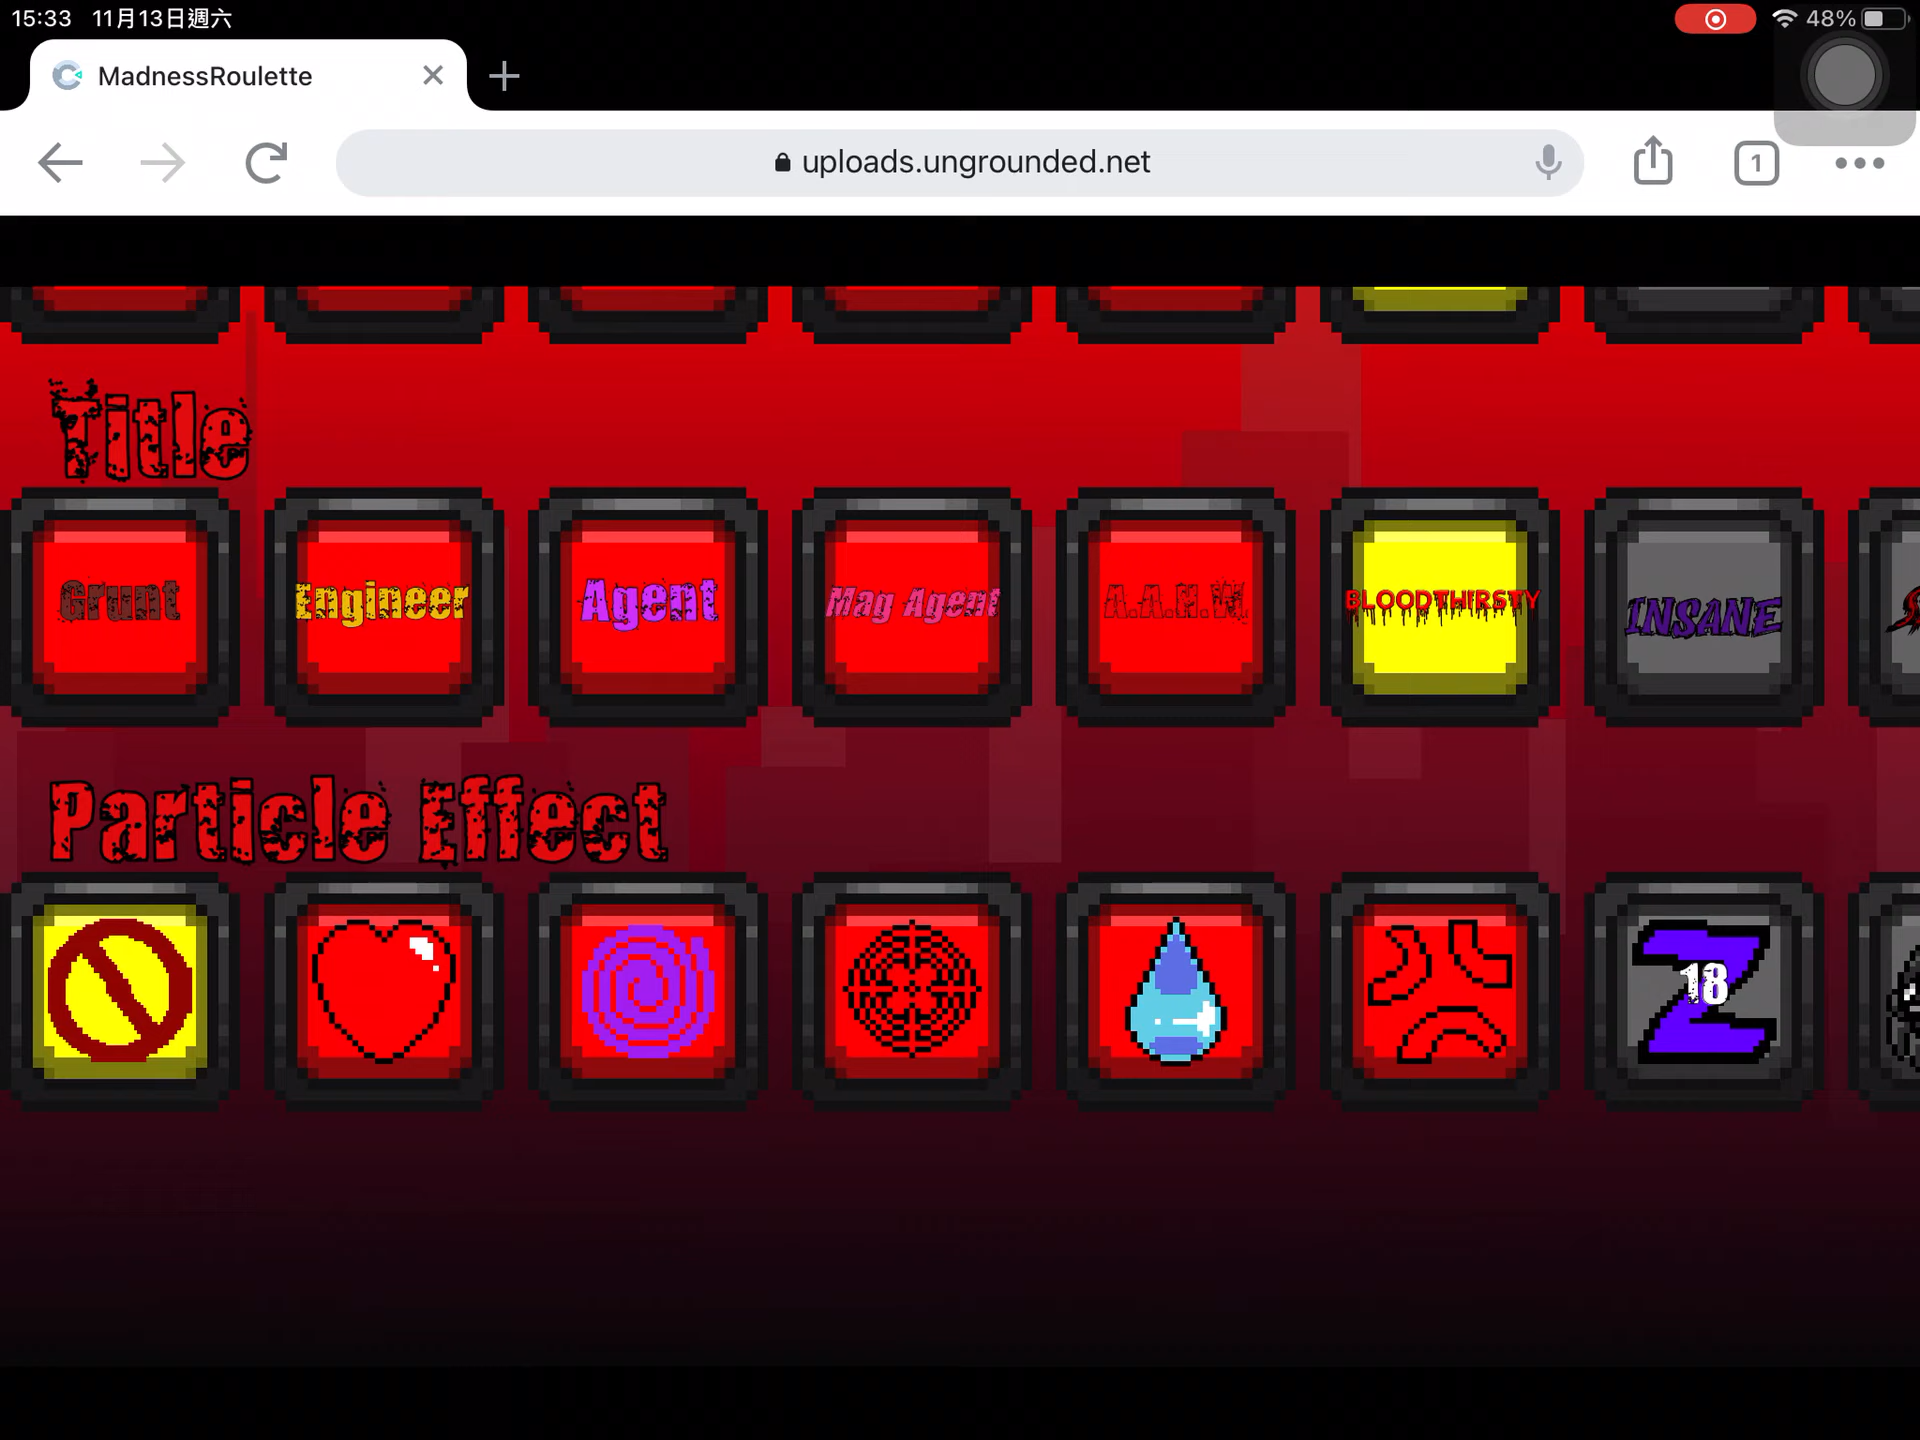 15:33 11月13日週六
48%
MadnessRoulette
uploads.ungrounded.net
1
Title
Grunt
Engineer
Agent
Mag Agent
A.A.H.W.
BLOODTHIRSTY
INSANE
Particle Effect
Z
18